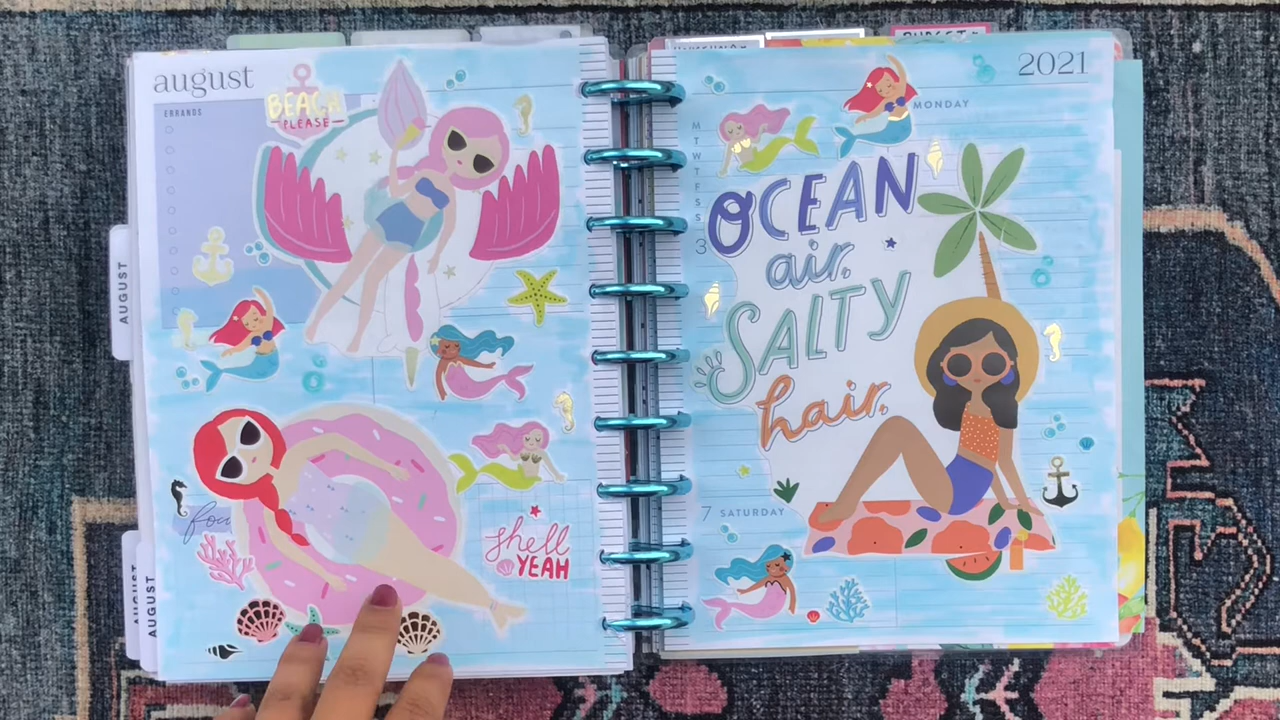 august
BEACH
PLEASE
ERRANDS
AUGUST
AUGUST
AUGUST
shell
YEAH
BUDGET
2021
MONDAY
M
T
W
T
F
S
S
3
OCEAN
air.
SALTY
hair.
7 SATURDAY